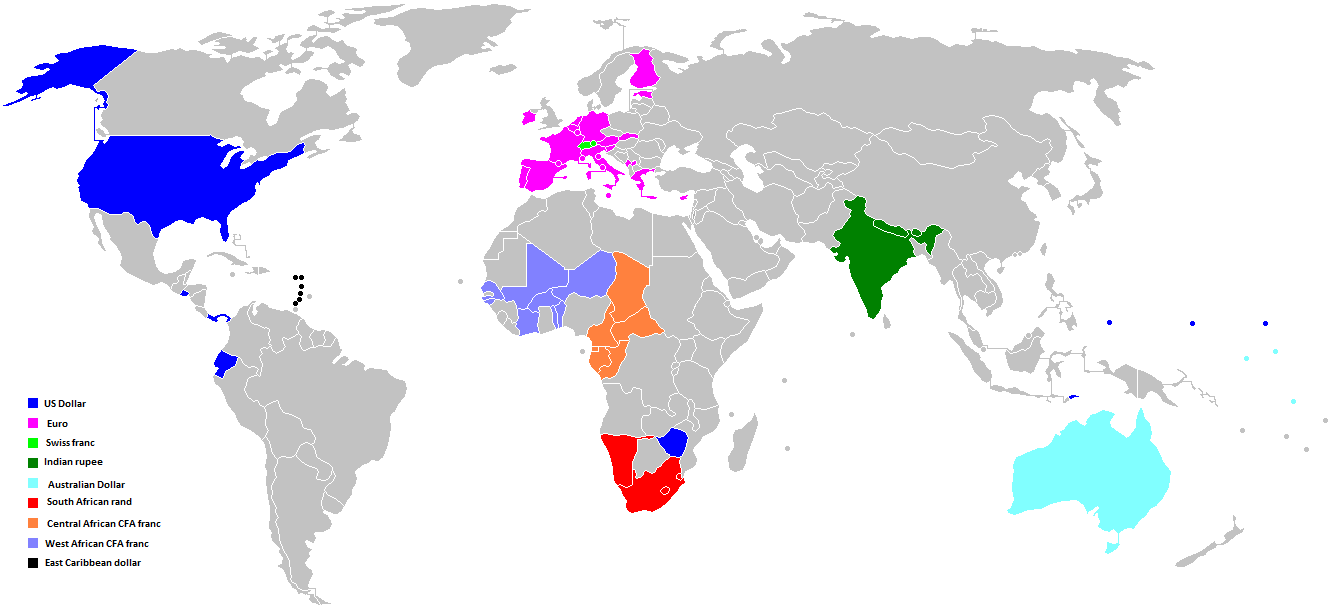 US Dollar
Euro
Swiss franc
Indian rupee
Australian Dollar
South African rand
Central African CFA franc
West African CFA franc
East Caribbean dollar